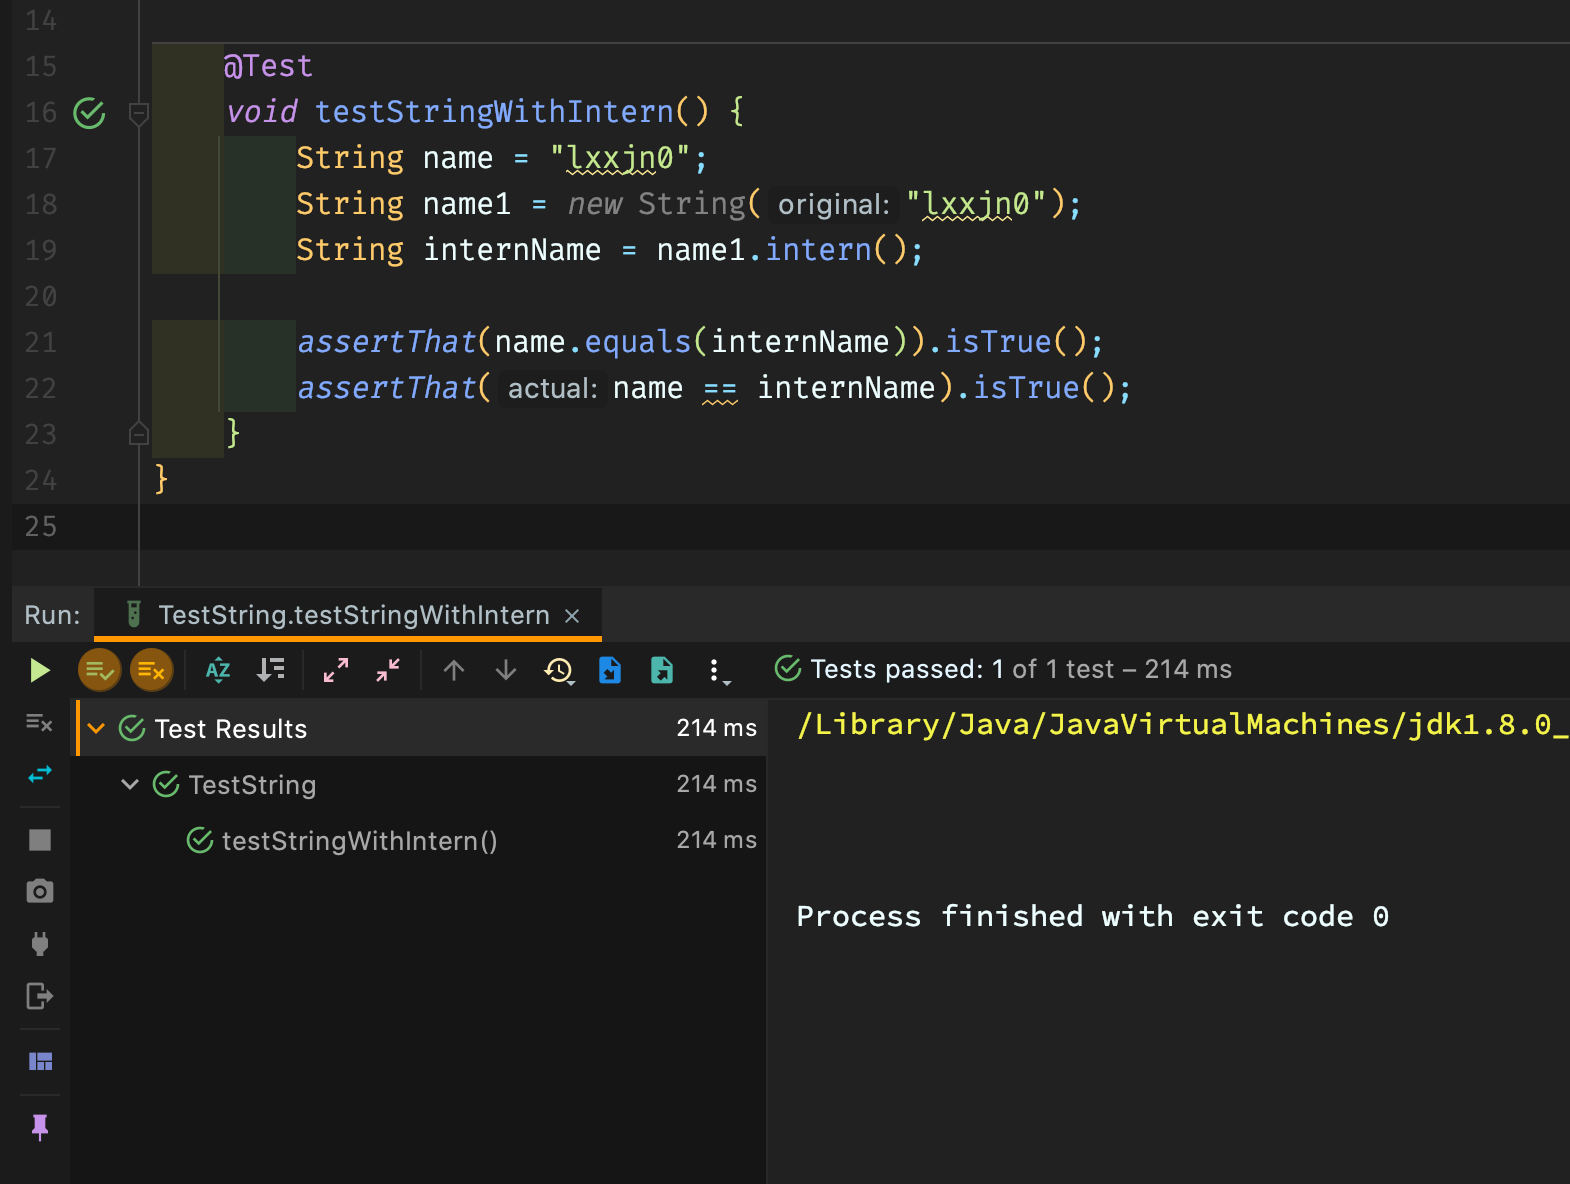 14
15 @Test
16 void testStringWithIntern() {
17 String name = "lxxjn0";
18 String name1 = new String( original: "lxxjn0");
19 String internName = name1.intern();
20
21 assertThat(name.equals(internName)).isTrue();
22 assertThat( actual: name == internName).isTrue();
23 }
24 }
25
Run: TestString.testStringWithIntern ×
AZ Tests passed: 1 of 1 test – 214 ms
Test Results 214 ms
/Library/Java/JavaVirtualMachines/jdk1.8.0_
TestString 214 ms
testStringWithIntern() 214 ms
Process finished with exit code 0